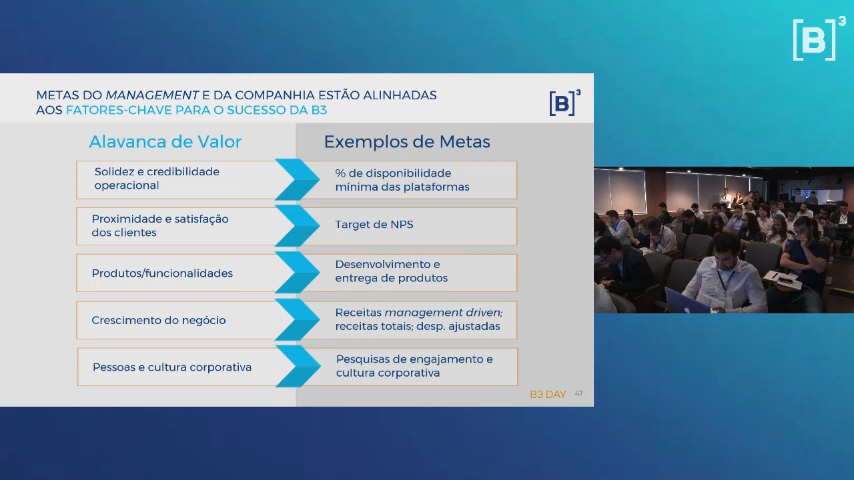 [B]³
METAS DO MANAGEMENT E DA COMPANHIA ESTÃO ALINHADAS
AOS FATORES-CHAVE PARA O SUCESSO DA B3
[B]³
Alavanca de Valor
Exemplos de Metas
Solidez e credibilidade
operacional
% de disponibilidade
mínima das plataformas
Proximidade e satisfação
dos clientes
Target de NPS
Produtos/funcionalidades
Desenvolvimento e
entrega de produtos
Crescimento do negócio
Receitas management driven;
receitas totais; desp. ajustadas
Pessoas e cultura corporativa
Pesquisas de engajamento e
cultura corporativa
B3 DAY 47